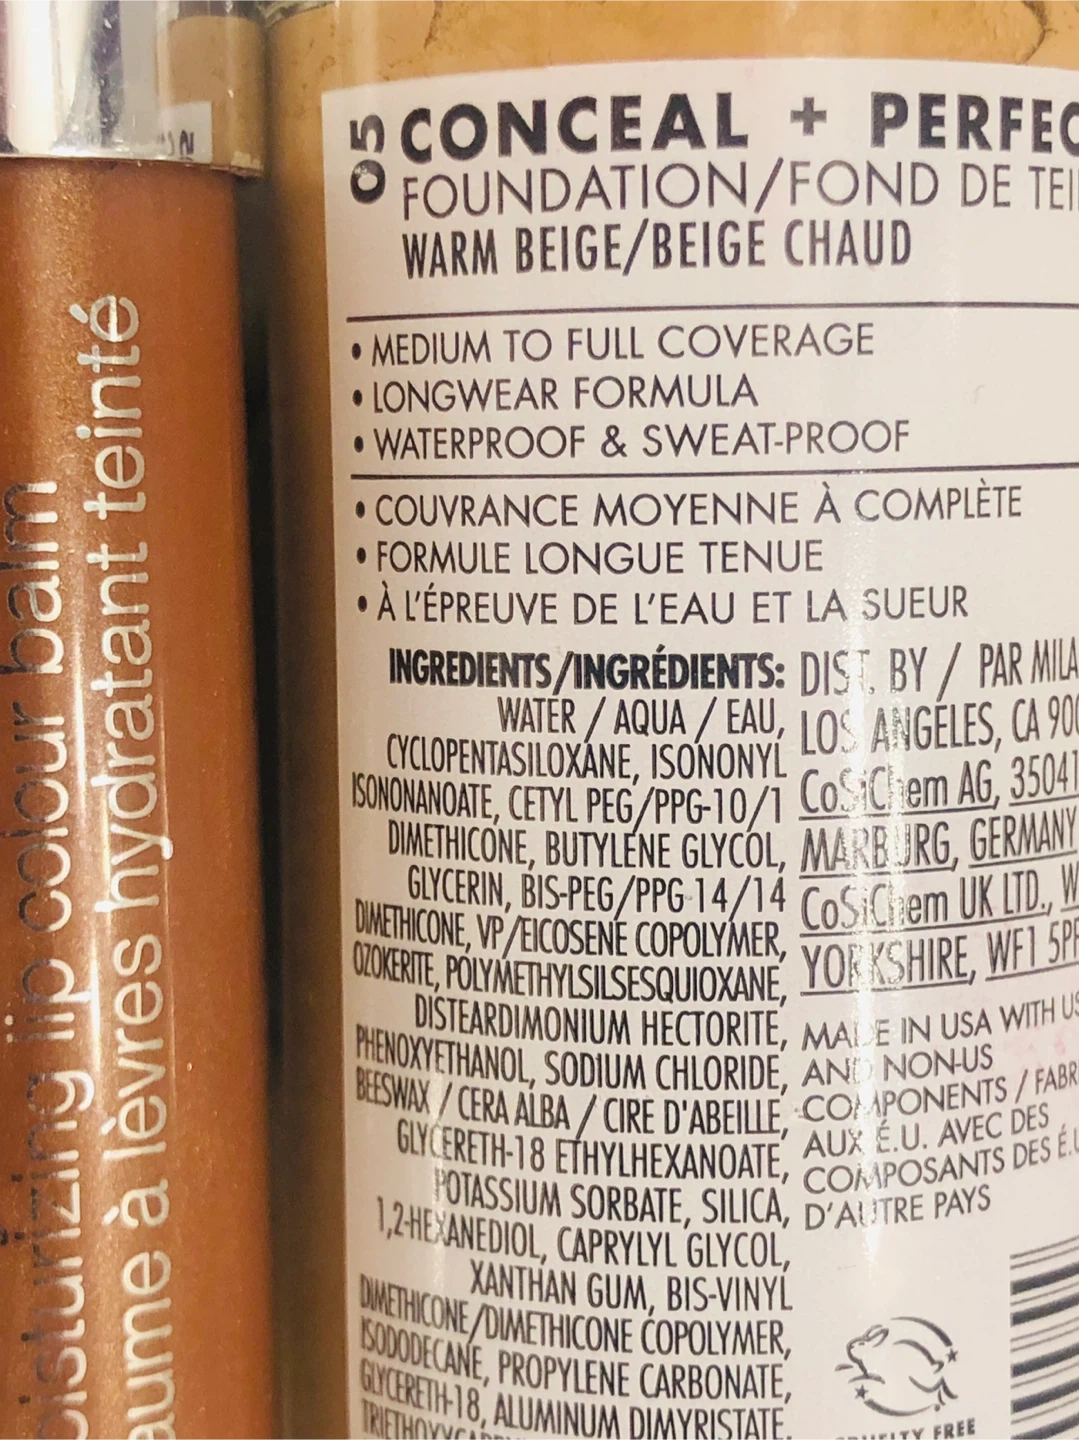 05 CONCEAL + PERFEC
FOUNDATION/FOND DE TEI
WARM BEIGE/BEIGE CHAUD
• MEDIUM TO FULL COVERAGE
• LONGWEAR FORMULA
• WATERPROOF & SWEAT-PROOF
• COUVRANCE MOYENNE À COMPLÈTE
• FORMULE LONGUE TENUE
• À L'ÉPREUVE DE L'EAU ET LA SUEUR
INGREDIENTS/INGRÉDIENTS:
WATER / AQUA / EAU,
CYCLOPENTASILOXANE, ISONONYL
ISONONANOATE, CETYL PEG/PPG-10/1
DIMETHICONE, BUTYLENE GLYCOL,
GLYCERIN, BIS-PEG/PPG-14/14
DIMETHICONE, VP/EICOSENE COPOLYMER,
OZOKERITE, POLYMETHYLSILSESQUIOXANE,
DISTEARDIMONIUM HECTORITE,
PHENOXYETHANOL, SODIUM CHLORIDE,
BEESWAX / CERA ALBA / CIRE D'ABEILLE,
GLYCERETH-18 ETHYLHEXANOATE,
POTASSIUM SORBATE, SILICA,
1,2-HEXANEDIOL, CAPRYLYL GLYCOL,
XANTHAN GUM, BIS-VINYL
DIMETHICONE/DIMETHICONE COPOLYMER,
ISODODECANE, PROPYLENE CARBONATE,
GLYCERETH-18, ALUMINUM DIMYRISTATE,
DIST. BY / PAR MILA
LOS ANGELES, CA 900
CoSiChem AG, 35041
MARBURG, GERMANY
CoSiChem UK LTD., W
YORKSHIRE, WF1 5PF
MADE IN USA WITH US
AND NON-US
COMPONENTS / FABR
AUX É.U. AVEC DES
COMPOSANTS DES É.U
D'AUTRE PAYS
CRUELTY FREE
oisturizing lip colour balm
aume à lèvres hydratant teinté